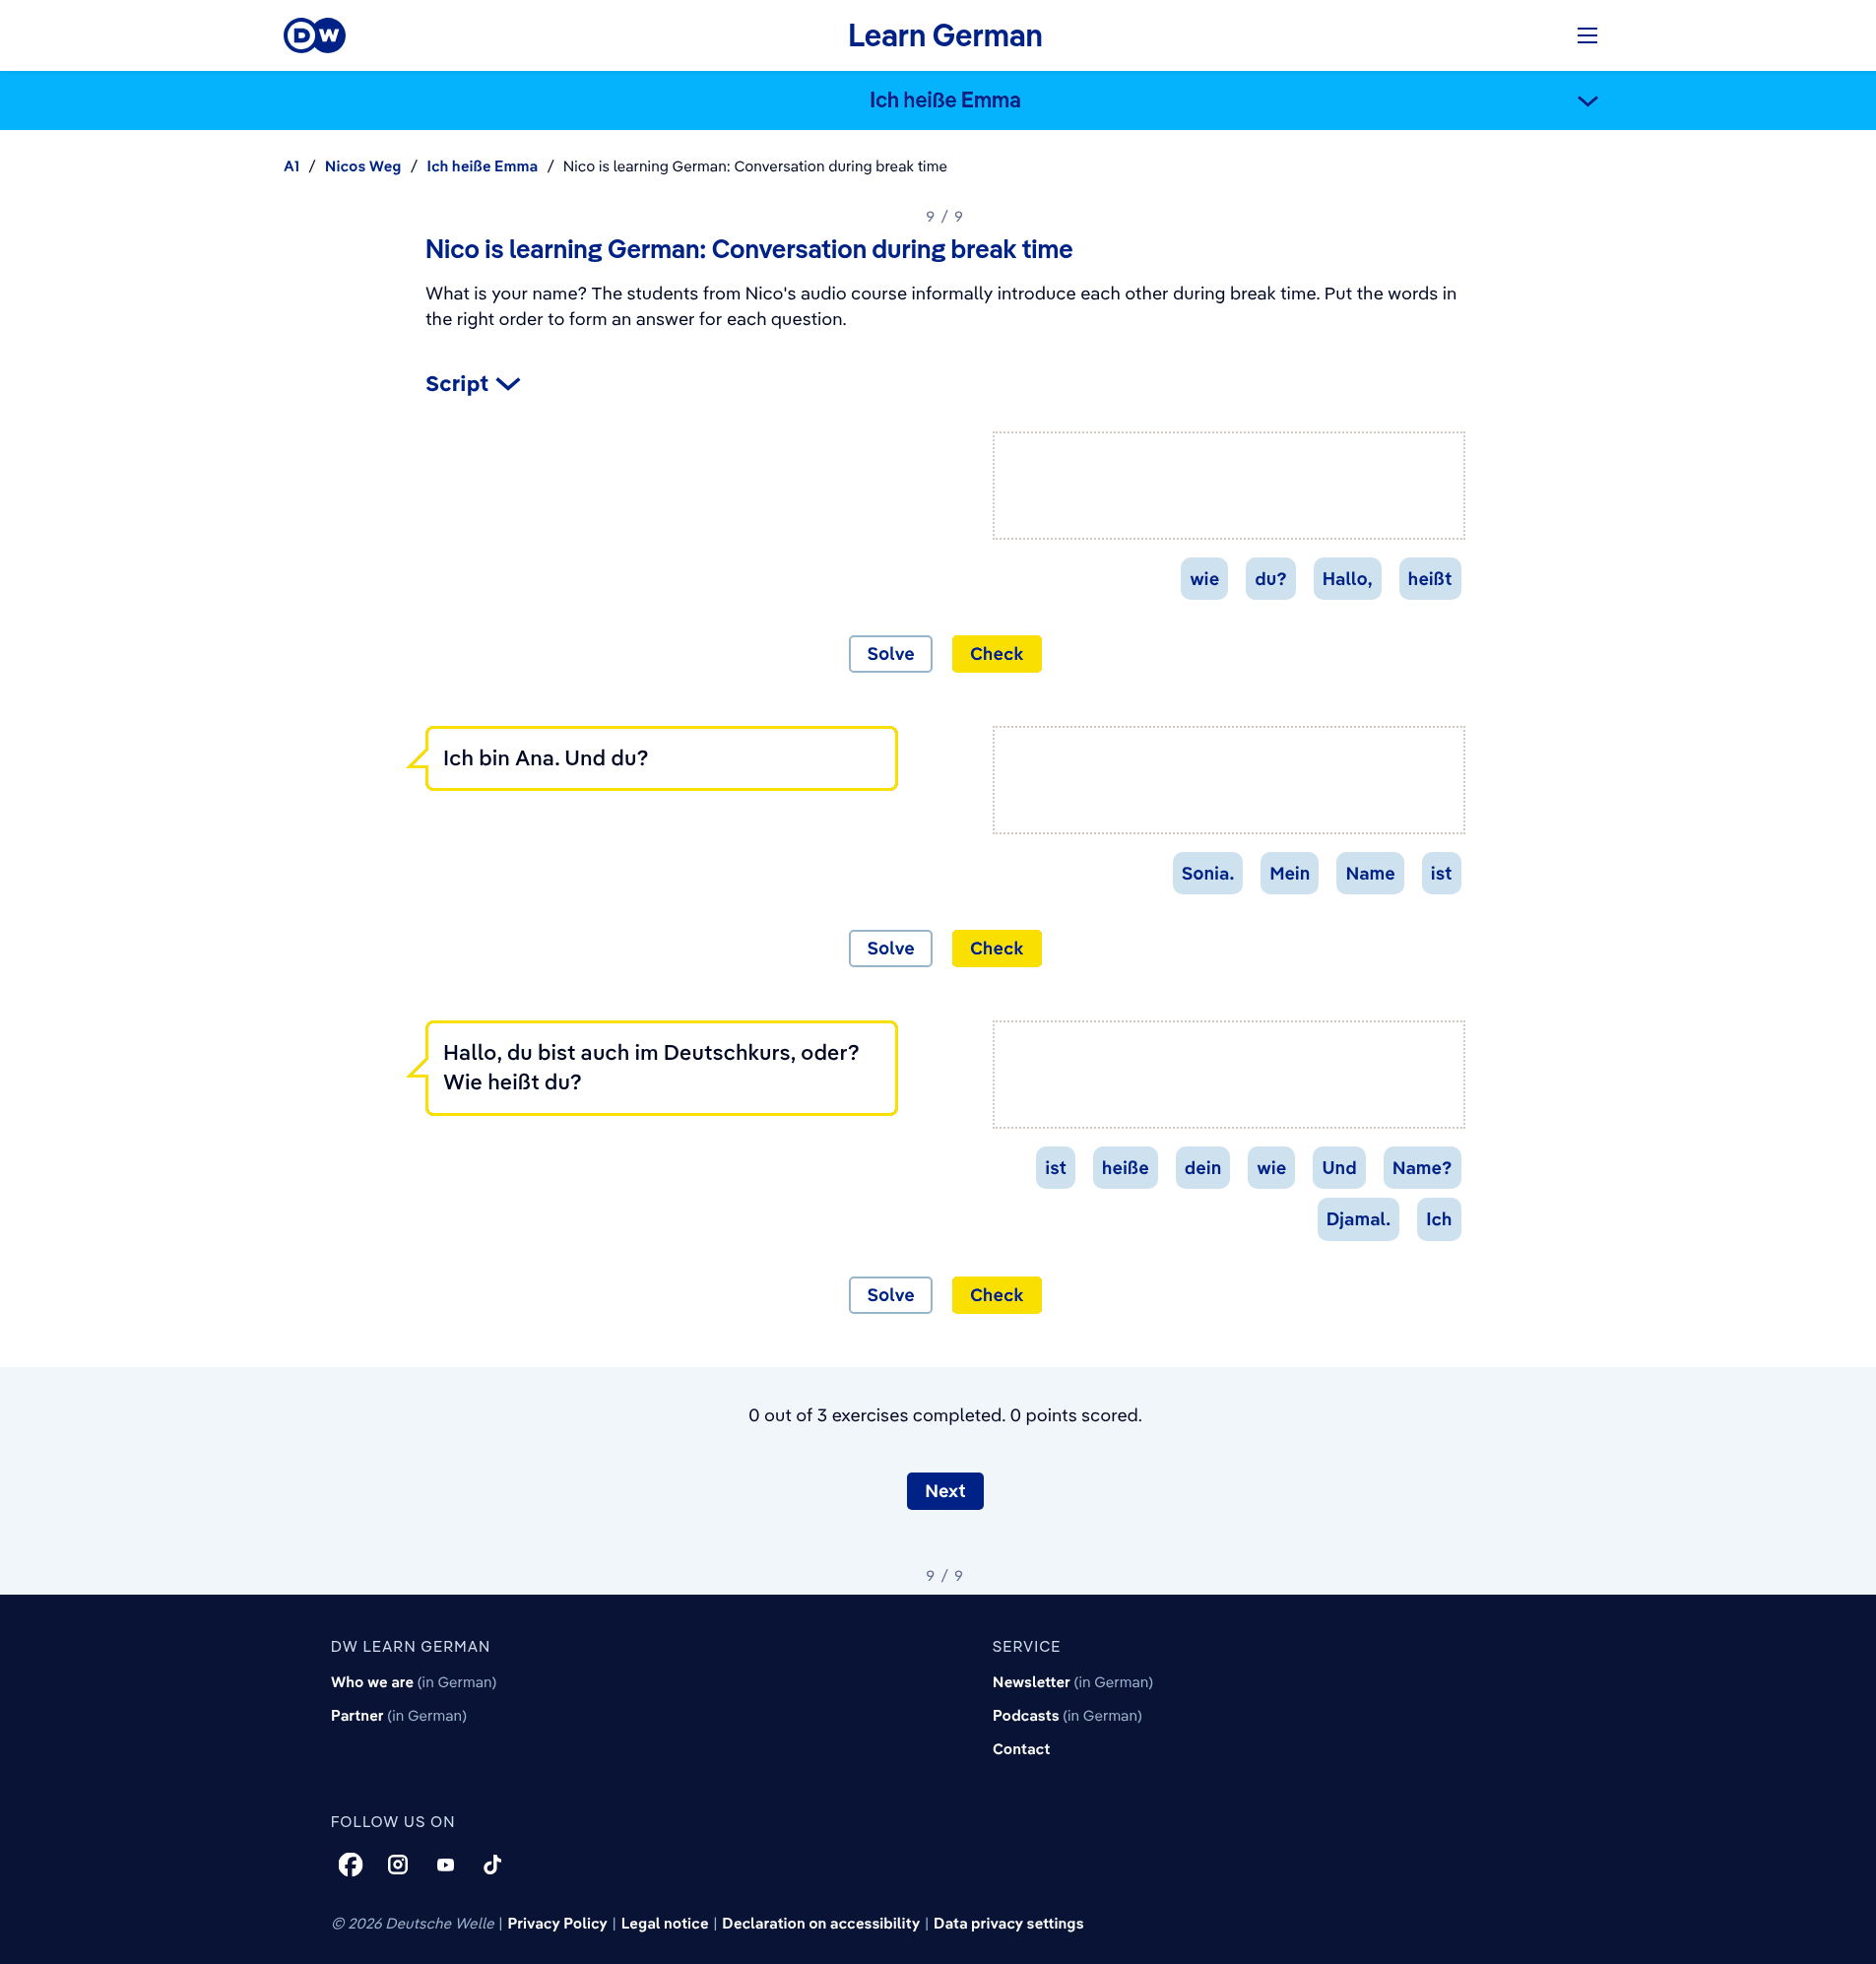 DW
Learn German
Ich heiße Emma
A1 / Nicos Weg / Ich heiße Emma / Nico is learning German: Conversation during break time
9 / 9
Nico is learning German: Conversation during break time
What is your name? The students from Nico's audio course informally introduce each other during break time. Put the words in
the right order to form an answer for each question.
Script
wie du? Hallo, heißt
Solve Check
Ich bin Ana. Und du?
Sonia. Mein Name ist
Solve Check
Hallo, du bist auch im Deutschkurs, oder?
Wie heißt du?
ist heiße dein wie Und Name?
Djamal. Ich
Solve Check
0 out of 3 exercises completed. 0 points scored.
Next
9 / 9
DW LEARN GERMAN
Who we are (in German)
Partner (in German)
SERVICE
Newsletter (in German)
Podcasts (in German)
Contact
FOLLOW US ON
© 2026 Deutsche Welle | Privacy Policy | Legal notice | Declaration on accessibility | Data privacy settings